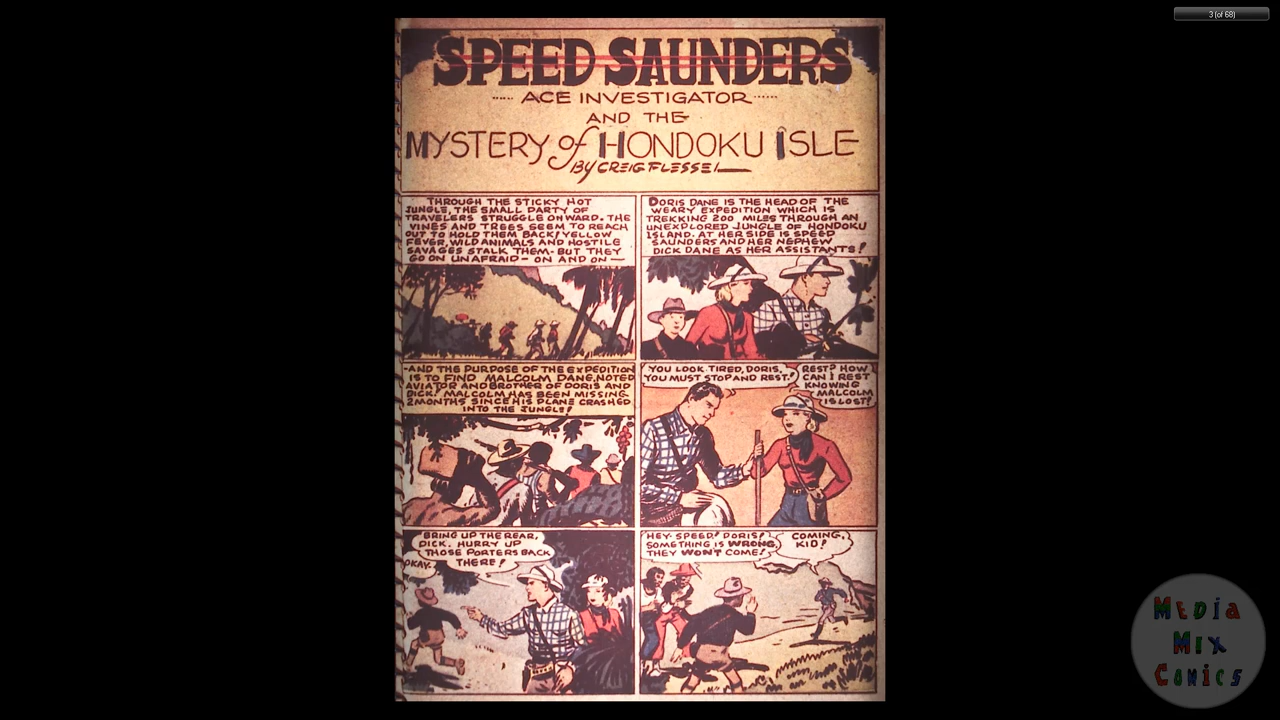 3 (of 68)
SPEED SAUNDERS
ACE INVESTIGATOR
AND THE
MYSTERY of HONDOKU ISLE
By CREIG FLESSEL
THROUGH THE STICKY HOT
JUNGLE, THE SMALL PARTY OF
TRAVELERS STRUGGLE ONWARD. THE
VINES AND TREES SEEM TO REACH
OUT TO HOLD THEM BACK! YELLOW
FEVER, WILD ANIMALS AND HOSTILE
SAVAGES STALK THEM - BUT THEY
GO ON UNAFRAID - ON AND ON —
DORIS DANE IS THE HEAD OF THE
WEARY EXPEDITION WHICH IS
TREKKING 200 MILES THROUGH AN
UNEXPLORED JUNGLE OF HONDOKU
ISLAND. AT HER SIDE IS SPEED
SAUNDERS AND HER NEPHEW
DICK DANE AS HER ASSISTANTS!
-AND THE PURPOSE OF THE EXPEDITION
IS TO FIND MALCOLM DANE, NOTED
AVIATOR AND BROTHER OF DORIS AND
DICK! MALCOLM HAS BEEN MISSING
2 MONTHS SINCE HIS PLANE CRASHED
INTO THE JUNGLE!
YOU LOOK TIRED, DORIS,
YOU MUST STOP AND REST!
REST? HOW
CAN I REST
KNOWING
MALCOLM
IS LOST!
BRING UP THE REAR,
DICK. HURRY UP
THOSE PORTERS BACK
THERE!
OKAY.
HEY- SPEED! DORIS!
SOMETHING IS WRONG,
THEY WON'T COME!
COMING,
KID!
MEDIA
MIX
COMICS